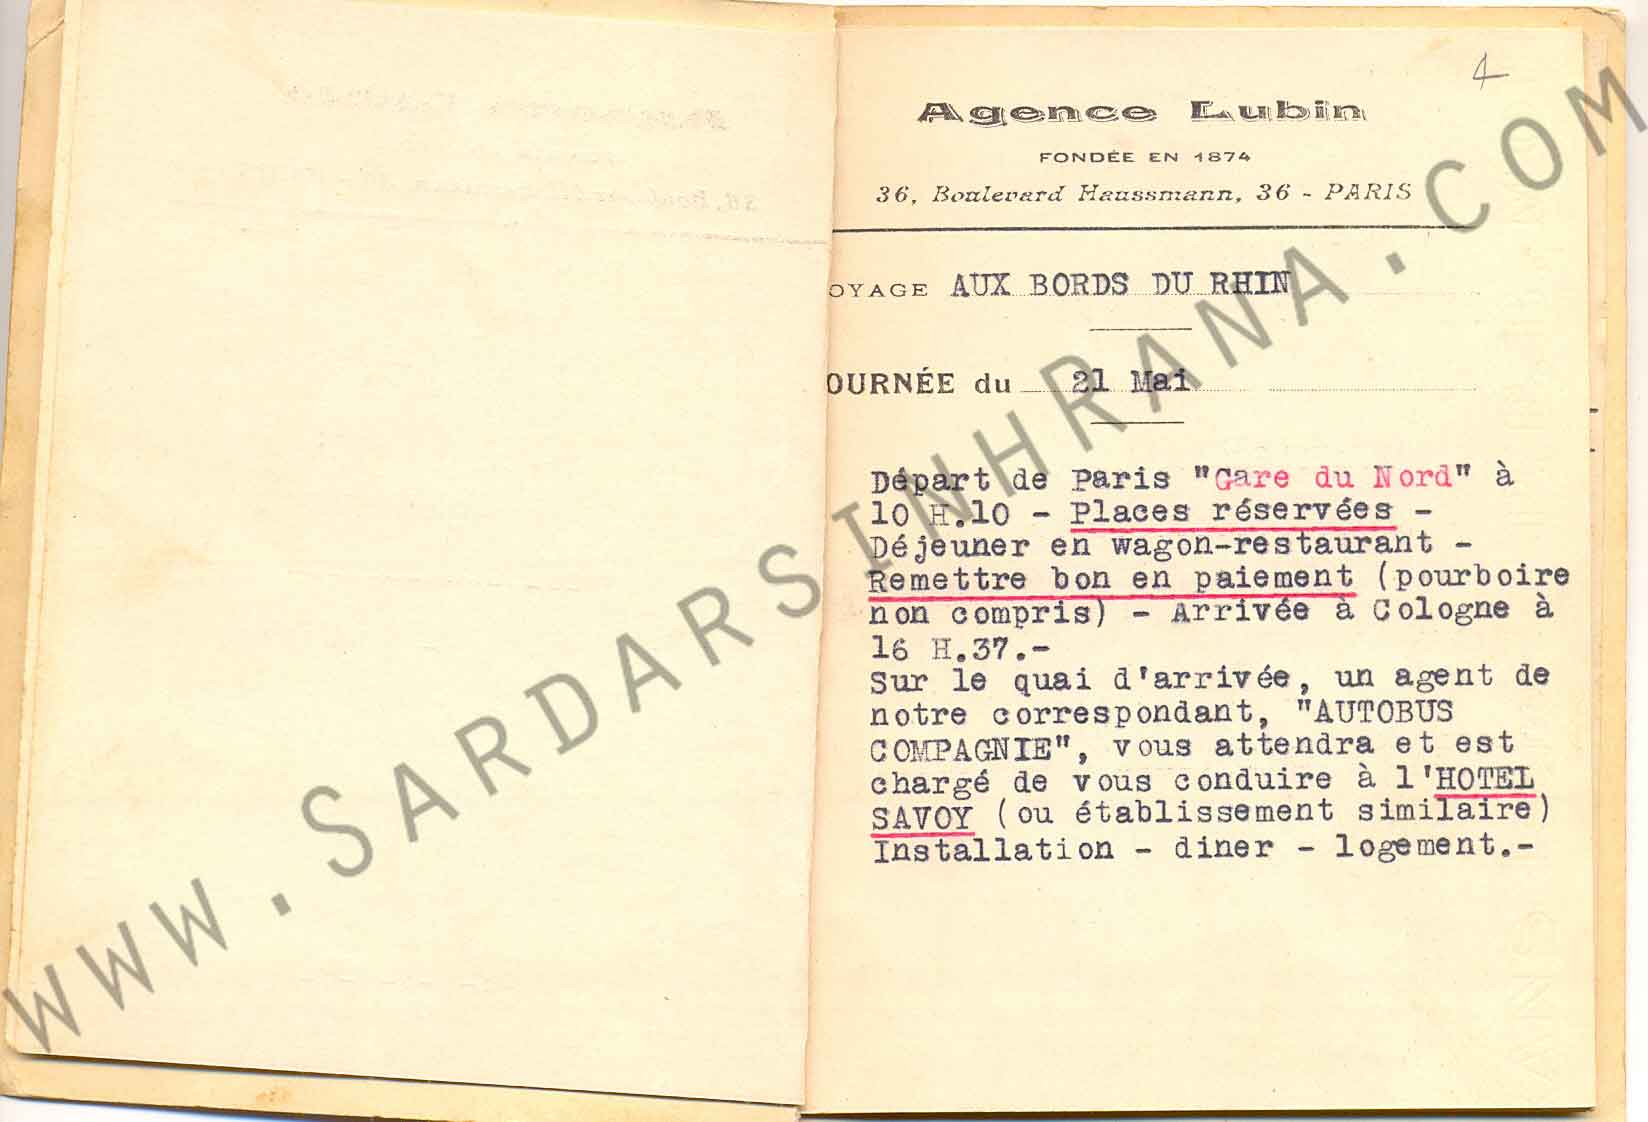 4
Agence Lubin
FONDÉE EN 1874
36, Boulevard Haussmann, 36 - PARIS
OYAGE AUX BORDS DU RHIN
OURNÉE du 21 Mai
Départ de Paris "Gare du Nord" à
10 H.10 - Places réservées -
Déjeuner en wagon-restaurant -
Remettre bon en paiement (pourboire
non compris) - Arrivée à Cologne à
16 H.37.-
Sur le quai d'arrivée, un agent de
notre correspondant, "AUTOBUS
COMPAGNIE", vous attendra et est
chargé de vous conduire à l'HOTEL
SAVOY (ou établissement similaire)
Installation - diner - logement.-
WWW.SARDARSINHRANA.COM